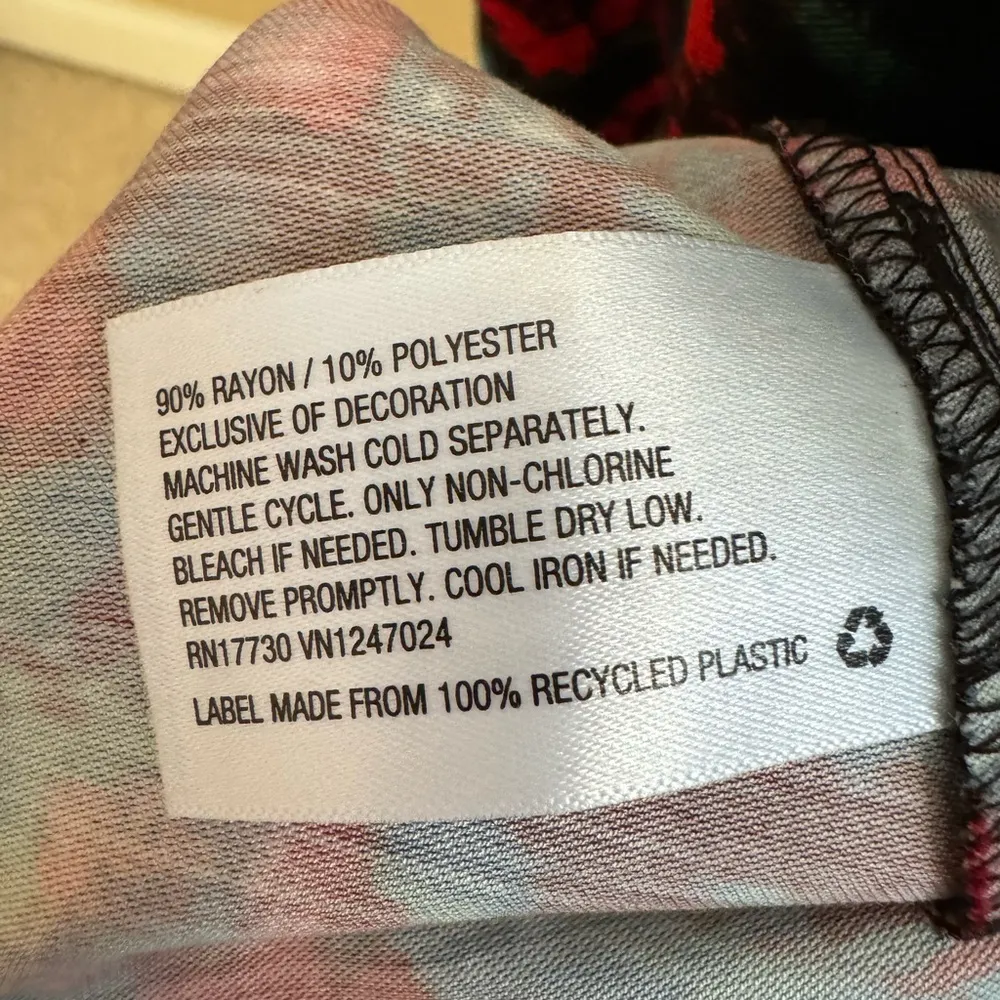 90% RAYON / 10% POLYESTER
EXCLUSIVE OF DECORATION
MACHINE WASH COLD SEPARATELY.
GENTLE CYCLE. ONLY NON-CHLORINE
BLEACH IF NEEDED. TUMBLE DRY LOW.
REMOVE PROMPTLY. COOL IRON IF NEEDED.
RN17730 VN1247024
LABEL MADE FROM 100% RECYCLED PLASTIC